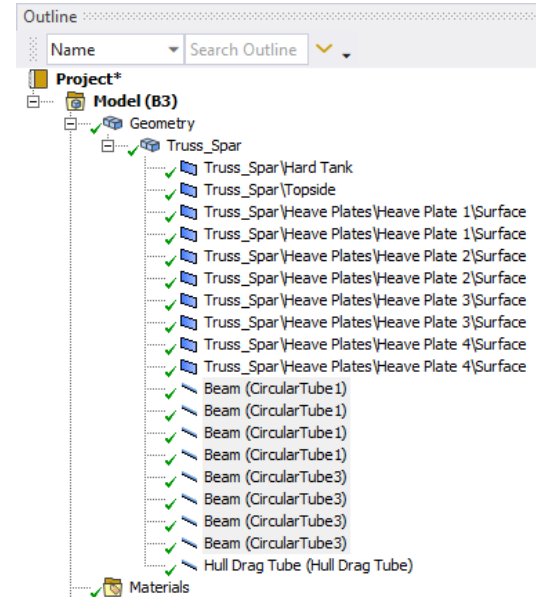 Outline
Name Search Outline
Project*
Model (B3)
Geometry
Truss_Spar
Truss_Spar\Hard Tank
Truss_Spar\Topside
Truss_Spar\Heave Plates\Heave Plate 1\Surface
Truss_Spar\Heave Plates\Heave Plate 1\Surface
Truss_Spar\Heave Plates\Heave Plate 2\Surface
Truss_Spar\Heave Plates\Heave Plate 2\Surface
Truss_Spar\Heave Plates\Heave Plate 3\Surface
Truss_Spar\Heave Plates\Heave Plate 3\Surface
Truss_Spar\Heave Plates\Heave Plate 4\Surface
Truss_Spar\Heave Plates\Heave Plate 4\Surface
Beam (CircularTube1)
Beam (CircularTube1)
Beam (CircularTube1)
Beam (CircularTube1)
Beam (CircularTube3)
Beam (CircularTube3)
Beam (CircularTube3)
Beam (CircularTube3)
Hull Drag Tube (Hull Drag Tube)
Materials